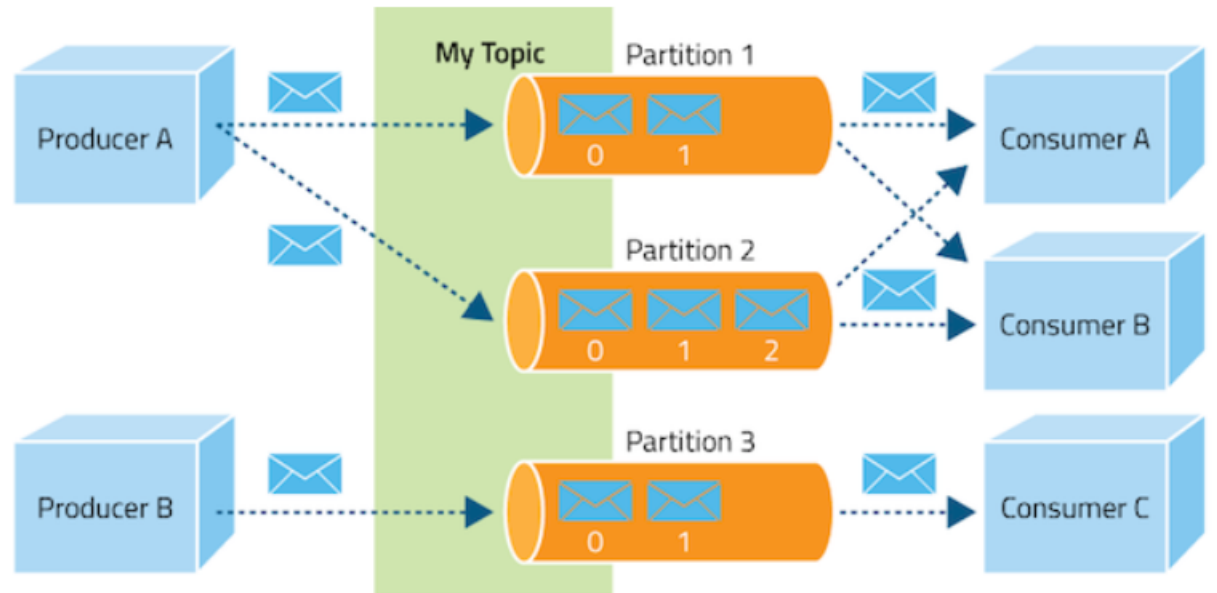 My Topic
Partition 1
Producer A
0 1
Consumer A
Partition 2
0 1 2
Consumer B
Partition 3
Producer B
0 1
Consumer C